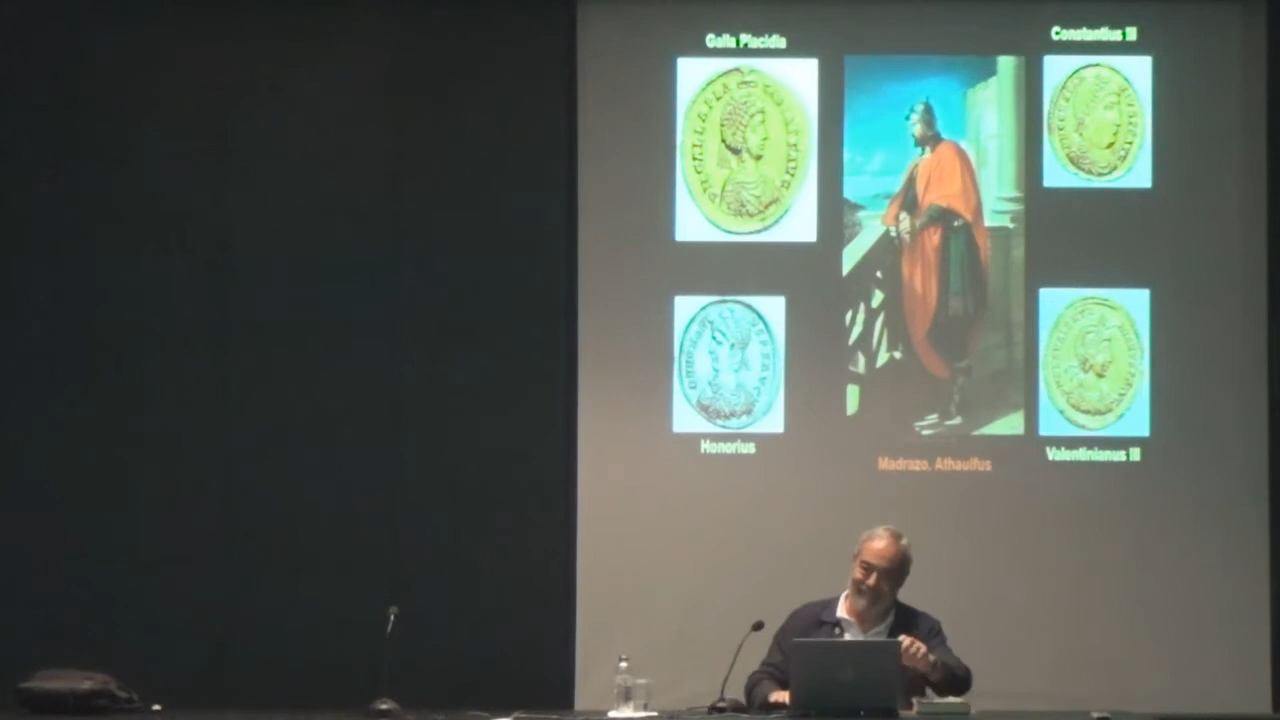 Galla Placidia
Constantius III
Honorius
Madrazo, Athaulfus
Valentinianus III